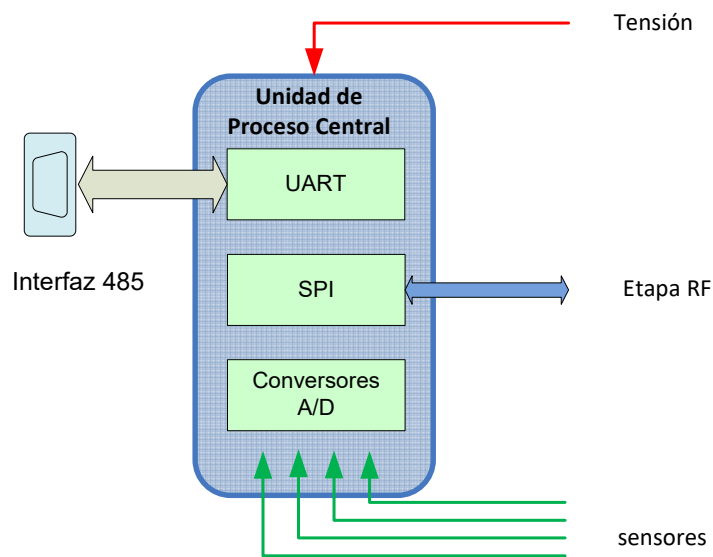 Tensión
Unidad de
Proceso Central
UART
Interfaz 485
SPI
Etapa RF
Conversores
A/D
sensores